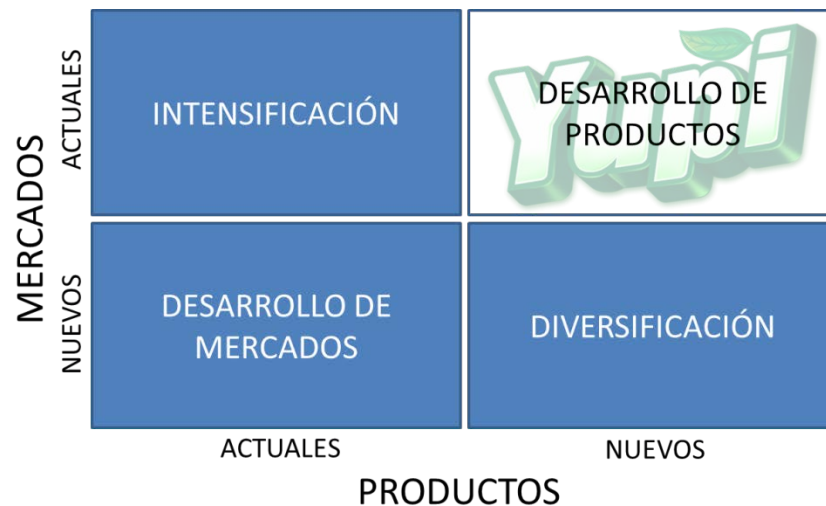 MERCADOS
ACTUALES
NUEVOS
INTENSIFICACIÓN
Yupi
DESARROLLO DE
PRODUCTOS
DESARROLLO DE
MERCADOS
DIVERSIFICACIÓN
ACTUALES
NUEVOS
PRODUCTOS